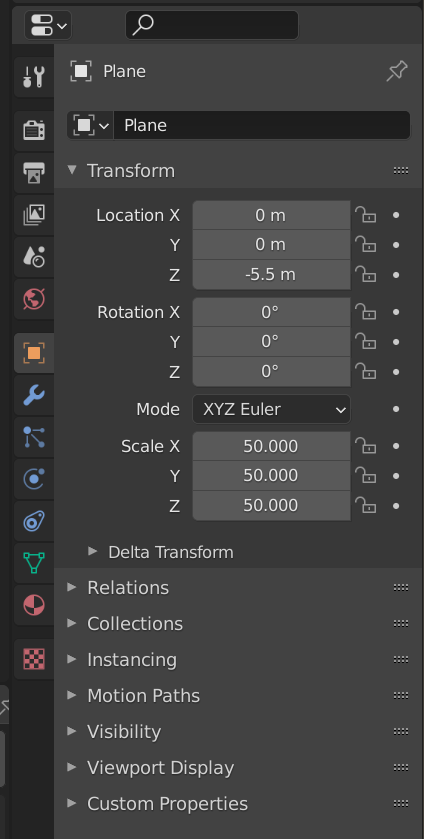 Plane
Plane
Transform
Location X 0 m
Y 0 m
Z -5.5 m
Rotation X 0°
Y 0°
Z 0°
Mode XYZ Euler
Scale X 50.000
Y 50.000
Z 50.000
Delta Transform
Relations
Collections
Instancing
Motion Paths
Visibility
Viewport Display
Custom Properties